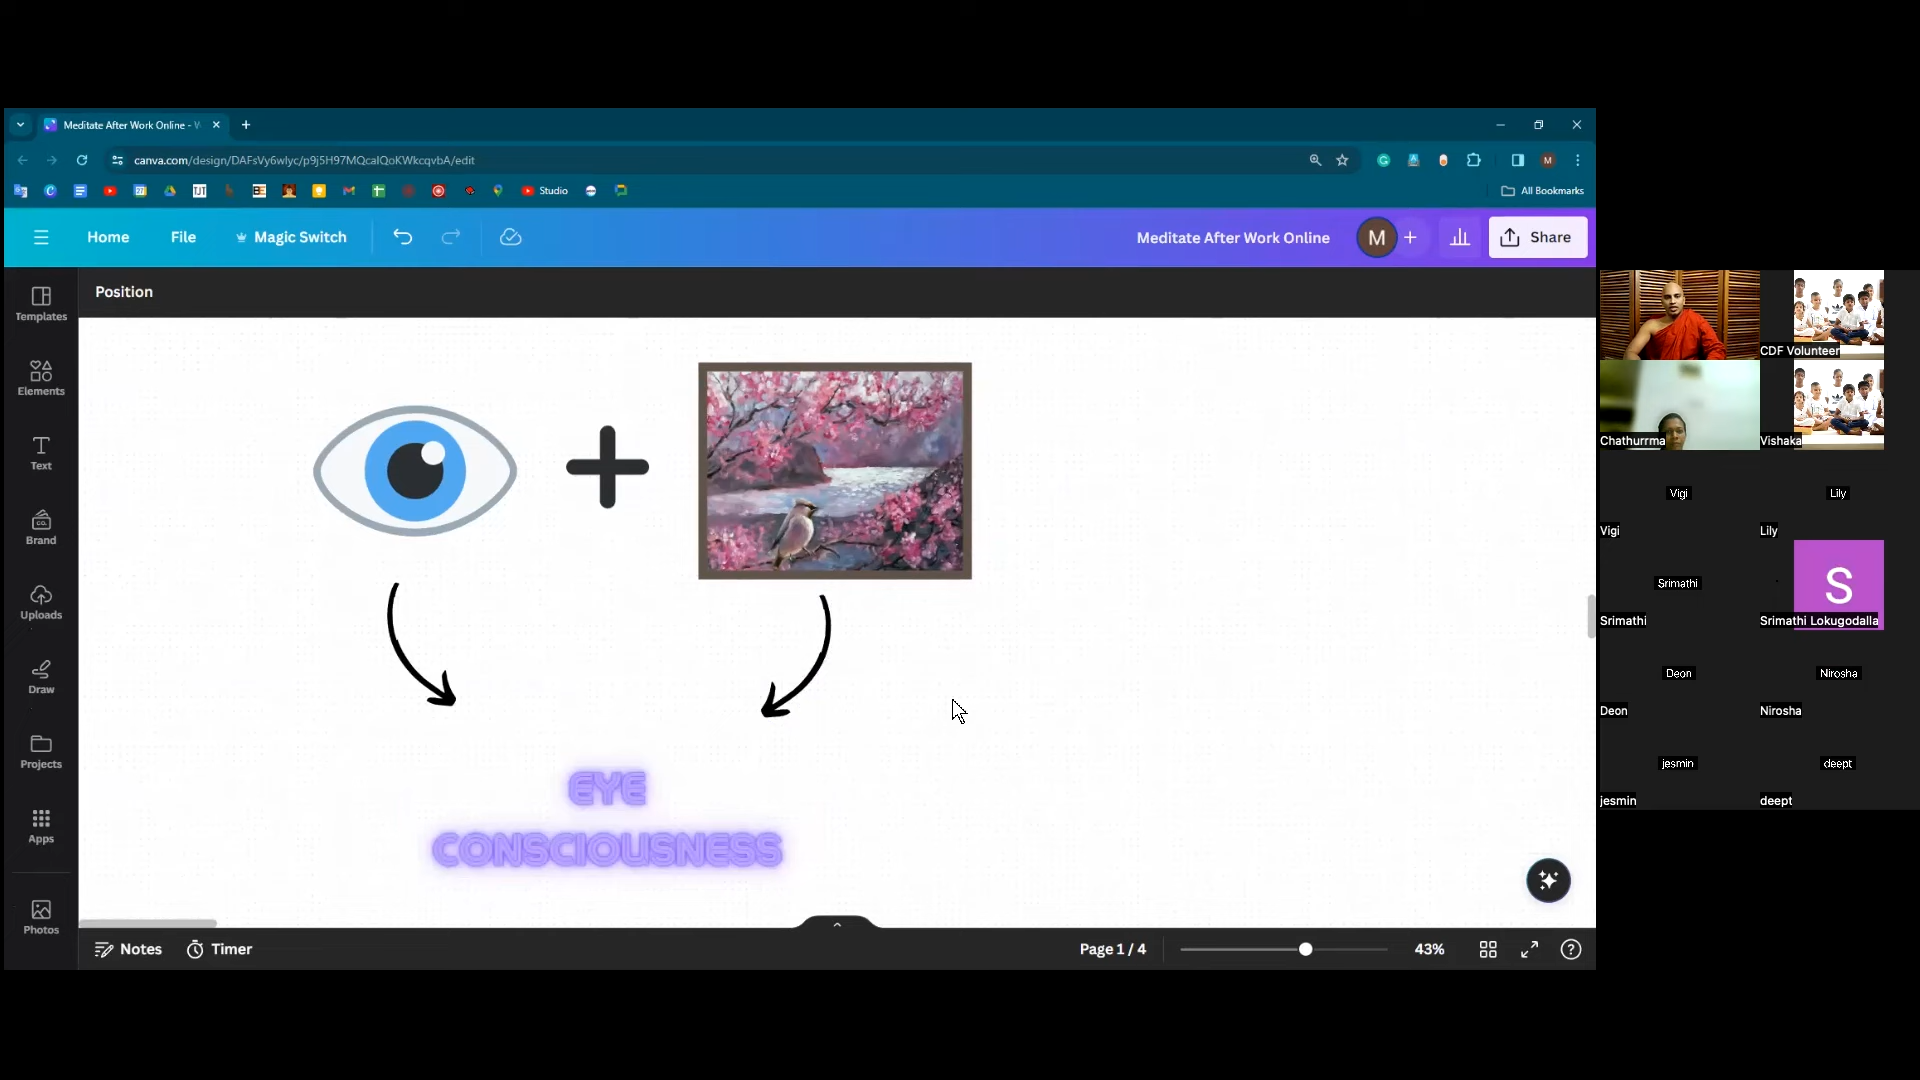 Meditate After Work Online - V
canva.com/design/DAFsVy6wlyc/p9j5H97MQcalQoKWkcqvbA/edit
Studio
All Bookmarks
Home
File
Magic Switch
Meditate After Work Online
M
Share
Position
Templates
Elements
Text
Brand
Uploads
Draw
Projects
Apps
Photos
EYE
CONSCIOUSNESS
Notes
Timer
Page 1 / 4
43%
CDF Volunteer
Chathurrma
Vishaka
Vigi
Lily
Vigi
Lily
Srimathi
S
Srimathi
Srimathi Lokugodalla
Deon
Nirosha
Deon
Nirosha
jesmin
deept
jesmin
deept